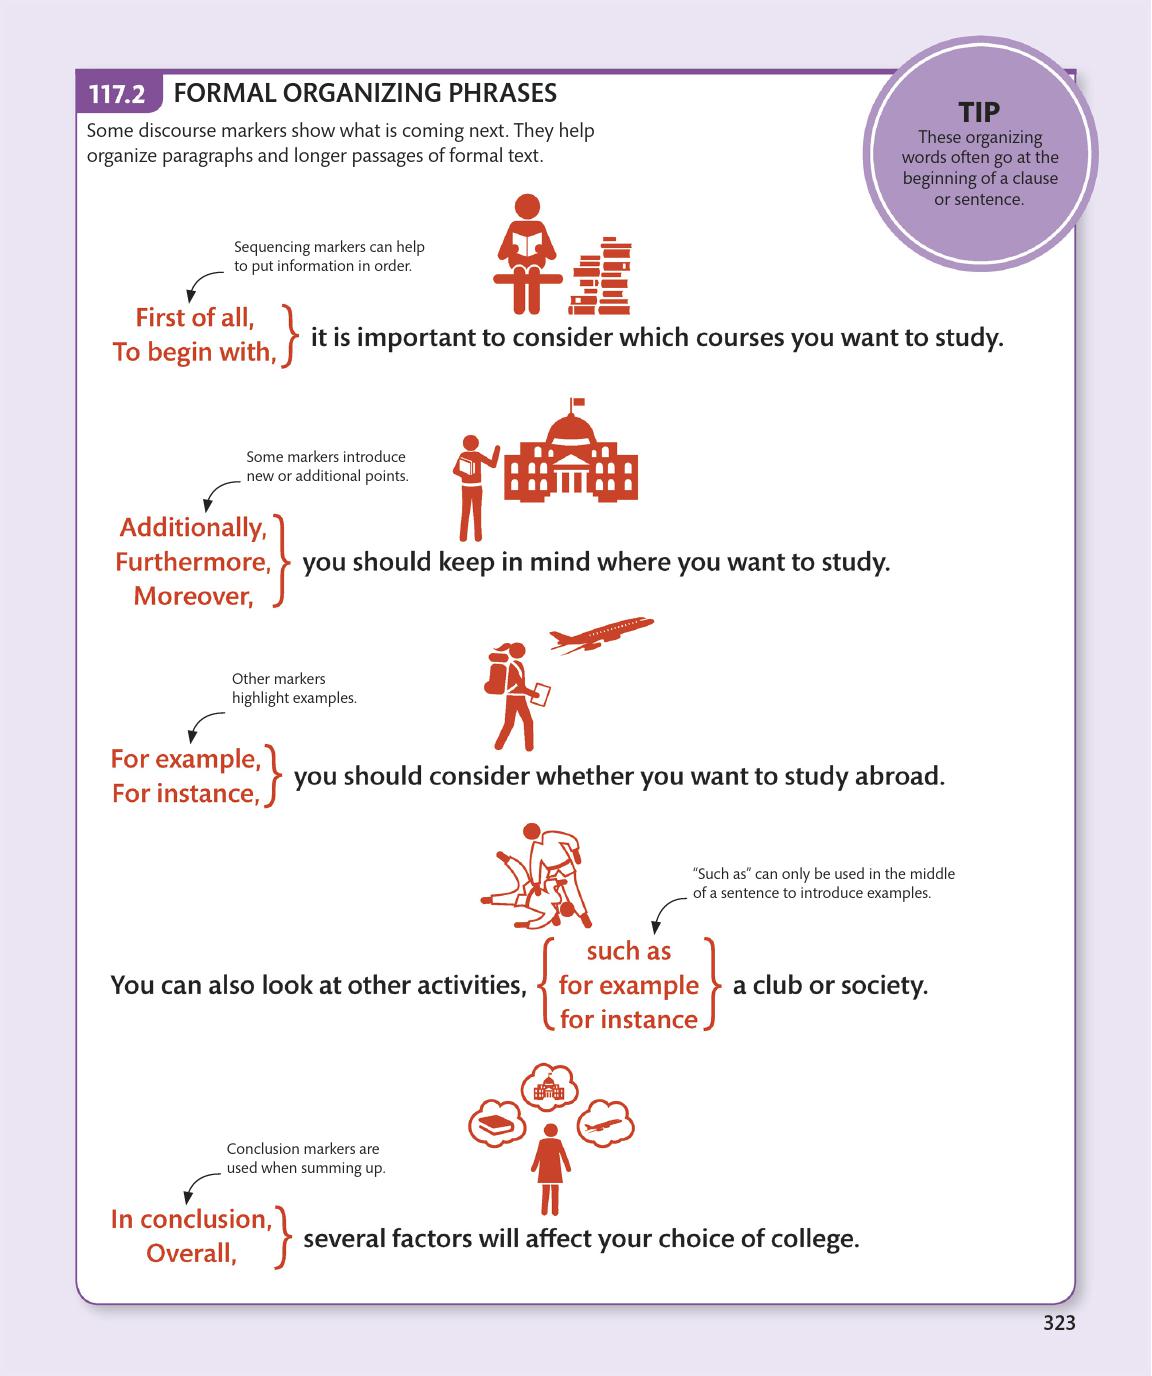 117.2 FORMAL ORGANIZING PHRASES
Some discourse markers show what is coming next. They help
organize paragraphs and longer passages of formal text.
TIP
These organizing
words often go at the
beginning of a clause
or sentence.
Sequencing markers can help
to put information in order.
First of all,
To begin with,
it is important to consider which courses you want to study.
Some markers introduce
new or additional points.
Additionally,
Furthermore,
Moreover,
you should keep in mind where you want to study.
Other markers
highlight examples.
For example,
For instance,
you should consider whether you want to study abroad.
“Such as” can only be used in the middle
of a sentence to introduce examples.
You can also look at other activities,
such as
for example
for instance
a club or society.
Conclusion markers are
used when summing up.
In conclusion,
Overall,
several factors will affect your choice of college.
323